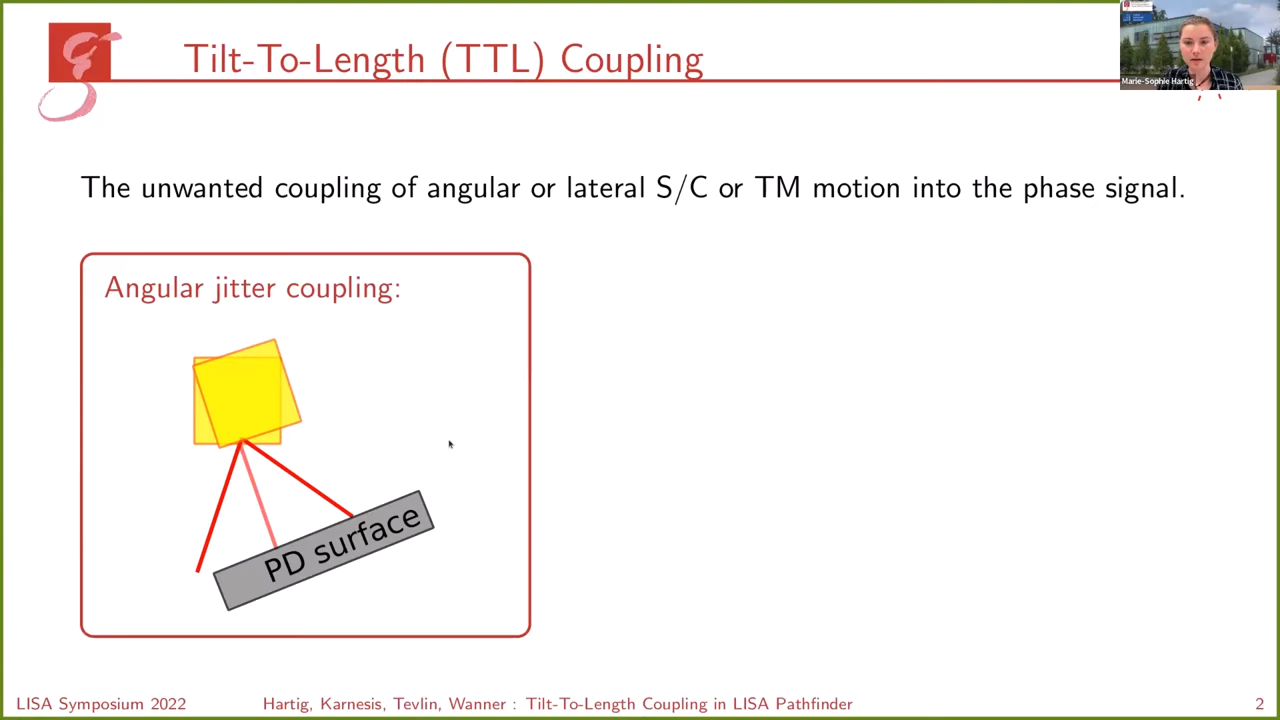 Tilt-To-Length (TTL) Coupling
Marie-Sophie Hartig
The unwanted coupling of angular or lateral S/C or TM motion into the phase signal.
Angular jitter coupling:
PD surface
LISA Symposium 2022
Hartig, Karnesis, Tevlin, Wanner : Tilt-To-Length Coupling in LISA Pathfinder
2